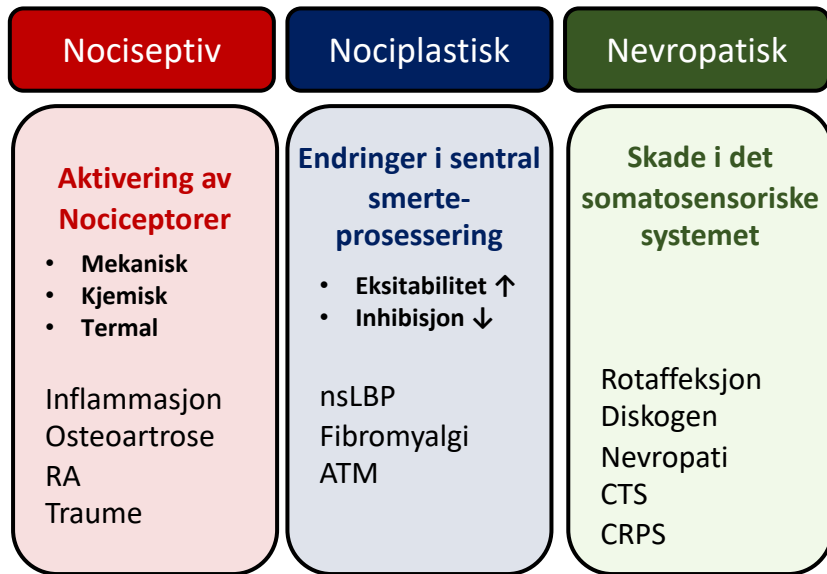 Nociseptiv
Aktivering av
Nociceptorer
• Mekanisk
• Kjemisk
• Termal
Inflammasjon
Osteoartrose
RA
Traume
Nociplastisk
Endringer i sentral
smerte-
prosessering
• Eksitabilitet ↑
• Inhibisjon ↓
nsLBP
Fibromyalgi
ATM
Nevropatisk
Skade i det
somatosensoriske
systemet
Rotaffeksjon
Diskogen
Nevropati
CTS
CRPS